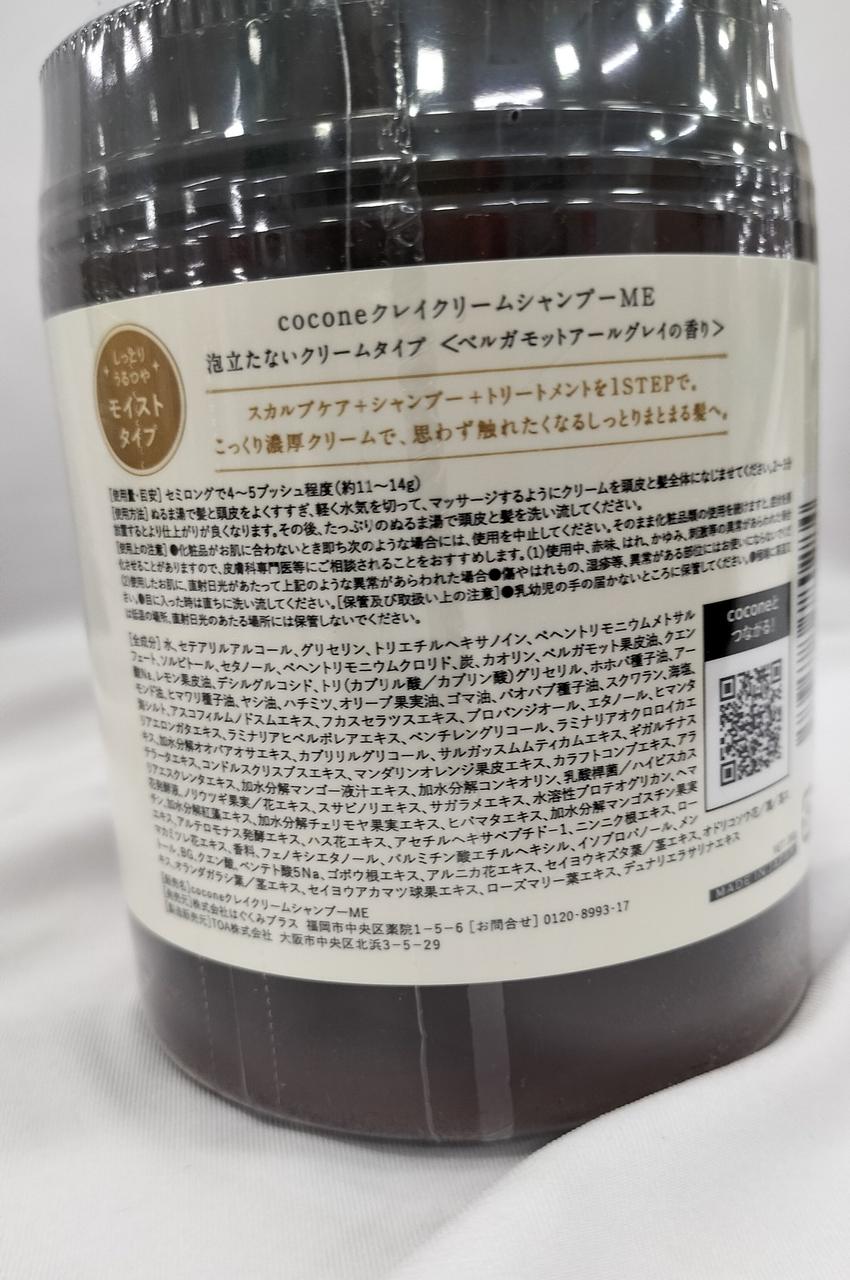 coconeクレイクリームシャンプーME
泡立たないクリームタイプ <ベルガモットアールグレイの香り>
しっとり
うるつや
モイスト
タイプ
スカルプケア+シャンプー+トリートメントを1STEPで。
こっくり濃厚クリームで、思わず触れたくなるしっとりまとまる髪へ。
[使用量・目安] セミロングで4〜5プッシュ程度(約11〜14g)
[使用方法] ぬるま湯で髪と頭皮をよくすすぎ、軽く水気を切って、マッサージするようにクリームを頭皮と髪全体になじませてください。2〜5分
放置するとより仕上がりが良くなります。その後、たっぷりのぬるま湯で頭皮と髪を洗い流してください。
[使用上の注意] ●化粧品がお肌に合わないとき即ち次のような場合には、使用を中止してください。そのまま化粧品類の使用を続けますと、症状を悪
化させることがありますので、皮膚科専門医等にご相談されることをおすすめします。(1)使用中、赤味、はれ、かゆみ、刺激等の異常があらわれた場合
(2)使用したお肌に、直射日光があたって上記のような異常があらわれた場合●傷やはれもの、湿疹等、異常がある部位にはお使いにならないでくだ
さい。●目に入った時は直ちに洗い流してください。[保管及び取扱い上の注意]●乳幼児の手の届かないところに保管してください。●極端に高温又
は低温の場所、直射日光のあたる場所には保管しないでください。
coconeと
つながる!
[全成分] 水、セテアリルアルコール、グリセリン、トリエチルヘキサノイン、ベヘントリモニウムメトサル
フェート、ソルビトール、セタノール、ベヘントリモニウムクロリド、炭、カオリン、ベルガモット果皮油、クエン
酸Na、レモン果皮油、デシルグルコシド、トリ(カプリル酸/カプリン酸)グリセリル、ホホバ種子油、アー
モンド油、ヒマワリ種子油、ヤシ油、ハチミツ、オリーブ果実油、ゴマ油、バオバブ種子油、スクワラン、海塩、
海シルト、アスコフィルムノドスムエキス、フカスセラツスエキス、プロパンジオール、エタノール、ヒマンタ
リアエロンガタエキス、ラミナリアヒペルボレアエキス、ペンチレングリコール、ラミナリアオクロロイカエ
キス、加水分解オオバアオサエキス、カプリリルグリコール、サルガッスムムティカムエキス、ギガルチナス
テラータエキス、コンドルスクリスプスエキス、マンダリンオレンジ果皮エキス、カラフトコンブエキス、アラ
リアエスクレンタエキス、加水分解マンゴー液汁エキス、加水分解コンキオリン、乳酸桿菌/ハイビスカス
花発酵液、ノリウツギ果実/花エキス、スサビノリエキス、サガラメエキス、水溶性プロテオグリカン、ヘマ
チン、加水分解紅藻エキス、加水分解チェリモヤ果実エキス、ヒバマタエキス、加水分解マンゴスチン果実
エキス、アルテロモナス発酵エキス、ハス花エキス、アセチルヘキサペプチド-1、ニンニク根エキス、ロー
マカミツレ花エキス、香料、フェノキシエタノール、パルミチン酸エチルヘキシル、イソプロパノール、メン
トール、BG、クエン酸、ペンテト酸5Na、ゴボウ根エキス、アルニカ花エキス、セイヨウキズタ葉/茎エキス、オドリコソウ花/葉/茎エ
キス、オランダガラシ葉/茎エキス、セイヨウアカマツ球果エキス、ローズマリー葉エキス、デュナリエラサリナエキス
[販売名]coconeクレイクリームシャンプーME
[発売元]株式会社はぐくみプラス 福岡市中央区薬院1-5-6 [お問合せ] 0120-8993-17
[製造販売元]TOA株式会社 大阪市中央区北浜3-5-29
MADE IN